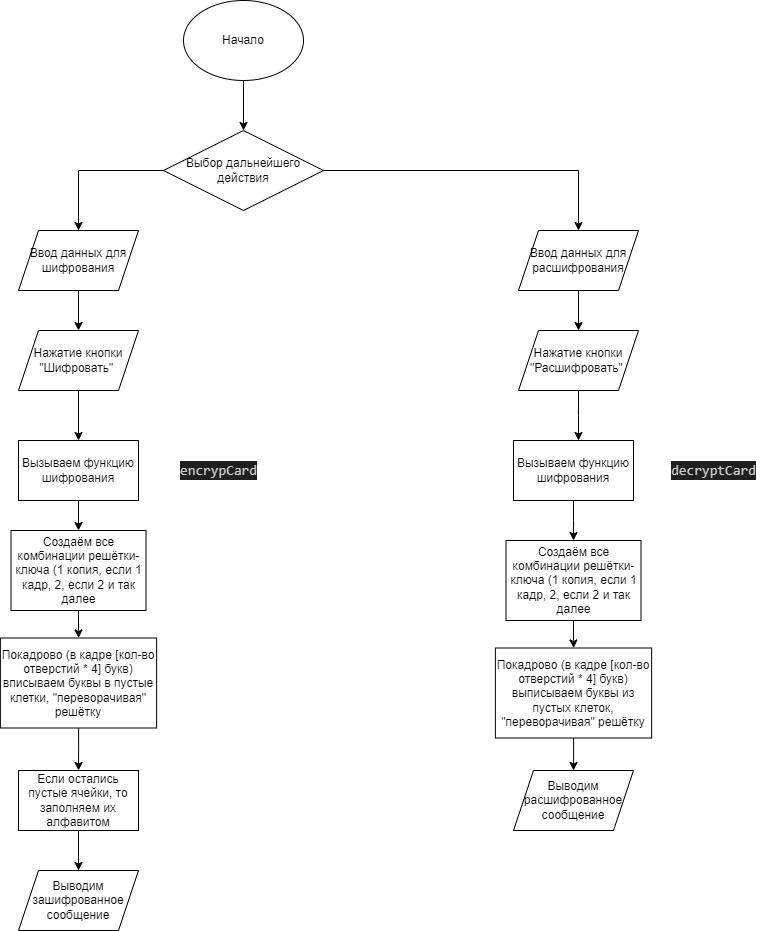 Начало
Выбор дальнейшего
действия
Ввод данных для
шифрования
Ввод данных для
расшифрования
Нажатие кнопки
"Шифровать"
Нажатие кнопки
"Расшифровать"
Вызываем функцию
шифрования
encrypCard
Вызываем функцию
шифрования
decryptCard
Создаём все
комбинации решётки-
ключа (1 копия, если 1
кадр, 2, если 2 и так
далее
Создаём все
комбинации решётки-
ключа (1 копия, если 1
кадр, 2, если 2 и так
далее
Покадрово (в кадре [кол-во
отверстий * 4] букв)
вписываем буквы в пустые
клетки, "переворачивая"
решётку
Покадрово (в кадре [кол-во
отверстий * 4] букв)
выписываем буквы из
пустых клеток,
"переворачивая" решётку
Если остались
пустые ячейки, то
заполняем их
алфавитом
Выводим
расшифрованное
сообщение
Выводим
зашифрованное
сообщение